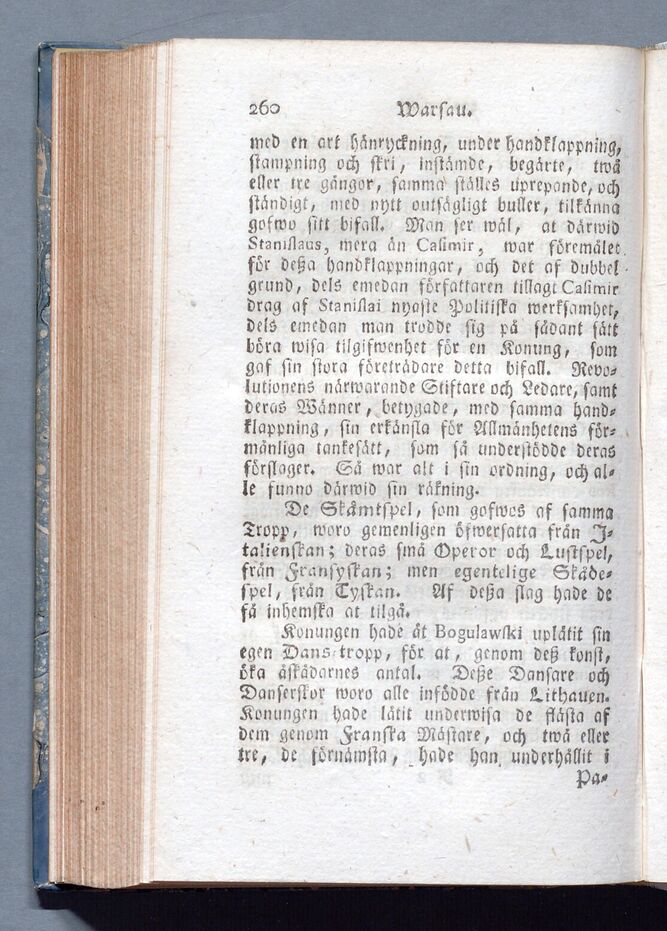 260 Warsau.
med en art hänryckning, under handklappning,
stampning och skri, instämde, begärte, twå
eller tre gångor, samma ställes uprepande, och
ständigt, med nytt outsägligt buller, tilkänna
gofwo sitt bifall. Man ser wäl, at därwid
Stanislaus, mera än Casimir, war föremålet
för deßa handklappningar, och det af dubbel
grund, dels emedan författaren tillagt Casimir
drag af Stanislai nyaste Politiska werksamhet,
dels emedan man trodde sig på sådant sätt
böra wisa tilgifwenhet för en Konung, som
gaf sin stora företrädare detta bifall. Revo-
lutionens närwarande Stiftare och Ledare, samt
deras Wänner, betygade, med samma hand-
klappning, sin erkänsla för Allmänhetens för-
månliga tankesätt, som så understödde deras
förslager. Så war alt i sin ordning, och al-
le funno därwid sin räkning.
De Skämtspel, som gofwos af samma
Tropp, woro gemenligen öfwersatta från I-
talienskan; deras små Operor och Lustspel,
från Fransyskan; men egentelige Skåde-
spel, från Tyskan. Af deßa slag hade de
få inhemska at tilgå.
Konungen hade åt Bogulawski uplåtit sin
egen Dans-tropp, för at, genom deß konst,
öka åskådarnes antal. Deße Dansare och
Danserskor woro alle infödde från Lithauen.
Konungen hade låtit underwisa de flästa af
dem genom Franska Mästare, och twå eller
tre, de förnämsta, hade han underhållit i
Pa-